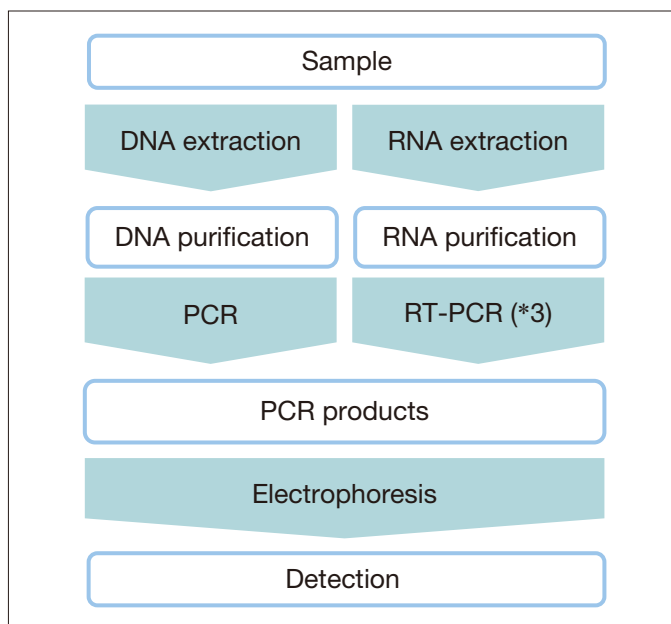 Sample
DNA extraction
RNA extraction
DNA purification
RNA purification
PCR
RT-PCR (*3)
PCR products
Electrophoresis
Detection